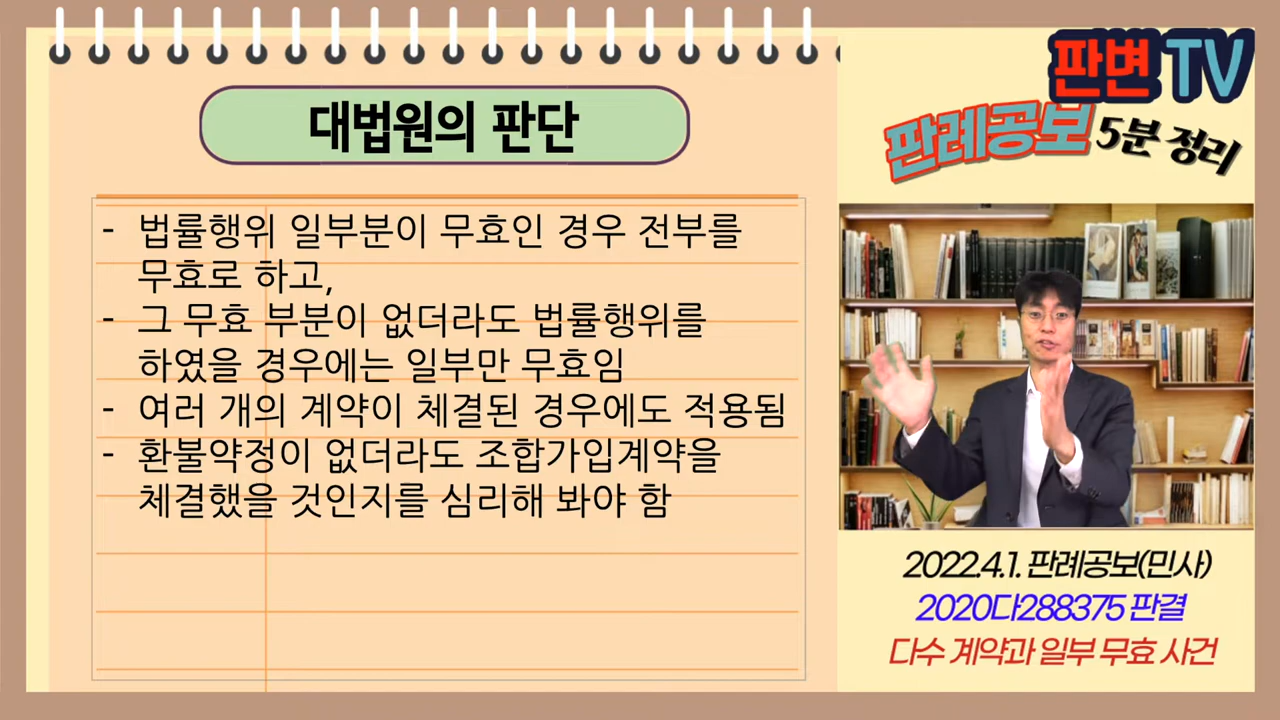 대법원의 판단
- 법률행위 일부분이 무효인 경우 전부를
무효로 하고,
- 그 무효 부분이 없더라도 법률행위를
하였을 경우에는 일부만 무효임
- 여러 개의 계약이 체결된 경우에도 적용됨
- 환불약정이 없더라도 조합가입계약을
체결했을 것인지를 심리해 봐야 함
판변 TV
판례공보 5분 정리
2022.4.1. 판례공보(민사)
2020다288375 판결
다수 계약과 일부 무효 사건